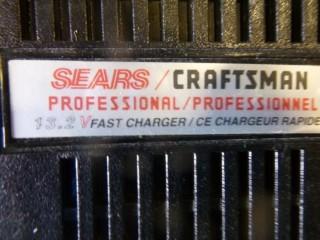 SEARS / CRAFTSMAN
PROFESSIONAL/PROFESSIONNEL
13.2 V FAST CHARGER / CE CHARGEUR RAPIDE